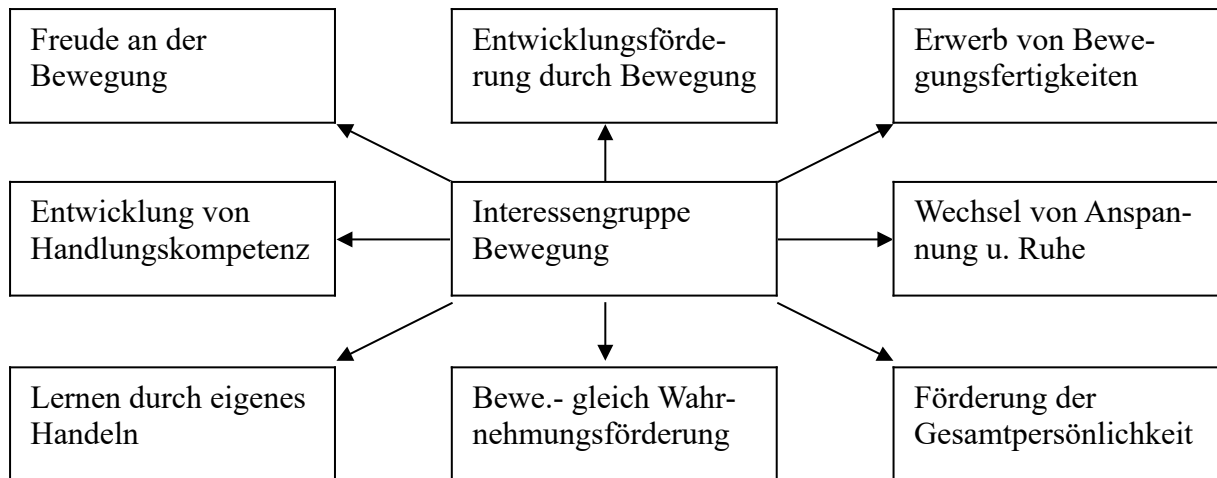 Freude an der
Bewegung
Entwicklungsförde-
rung durch Bewegung
Erwerb von Bewe-
gungsfertigkeiten
Entwicklung von
Handlungskompetenz
Interessengruppe
Bewegung
Wechsel von Anspan-
nung u. Ruhe
Lernen durch eigenes
Handeln
Bewe.- gleich Wahr-
nehmungsförderung
Förderung der
Gesamtpersönlichkeit